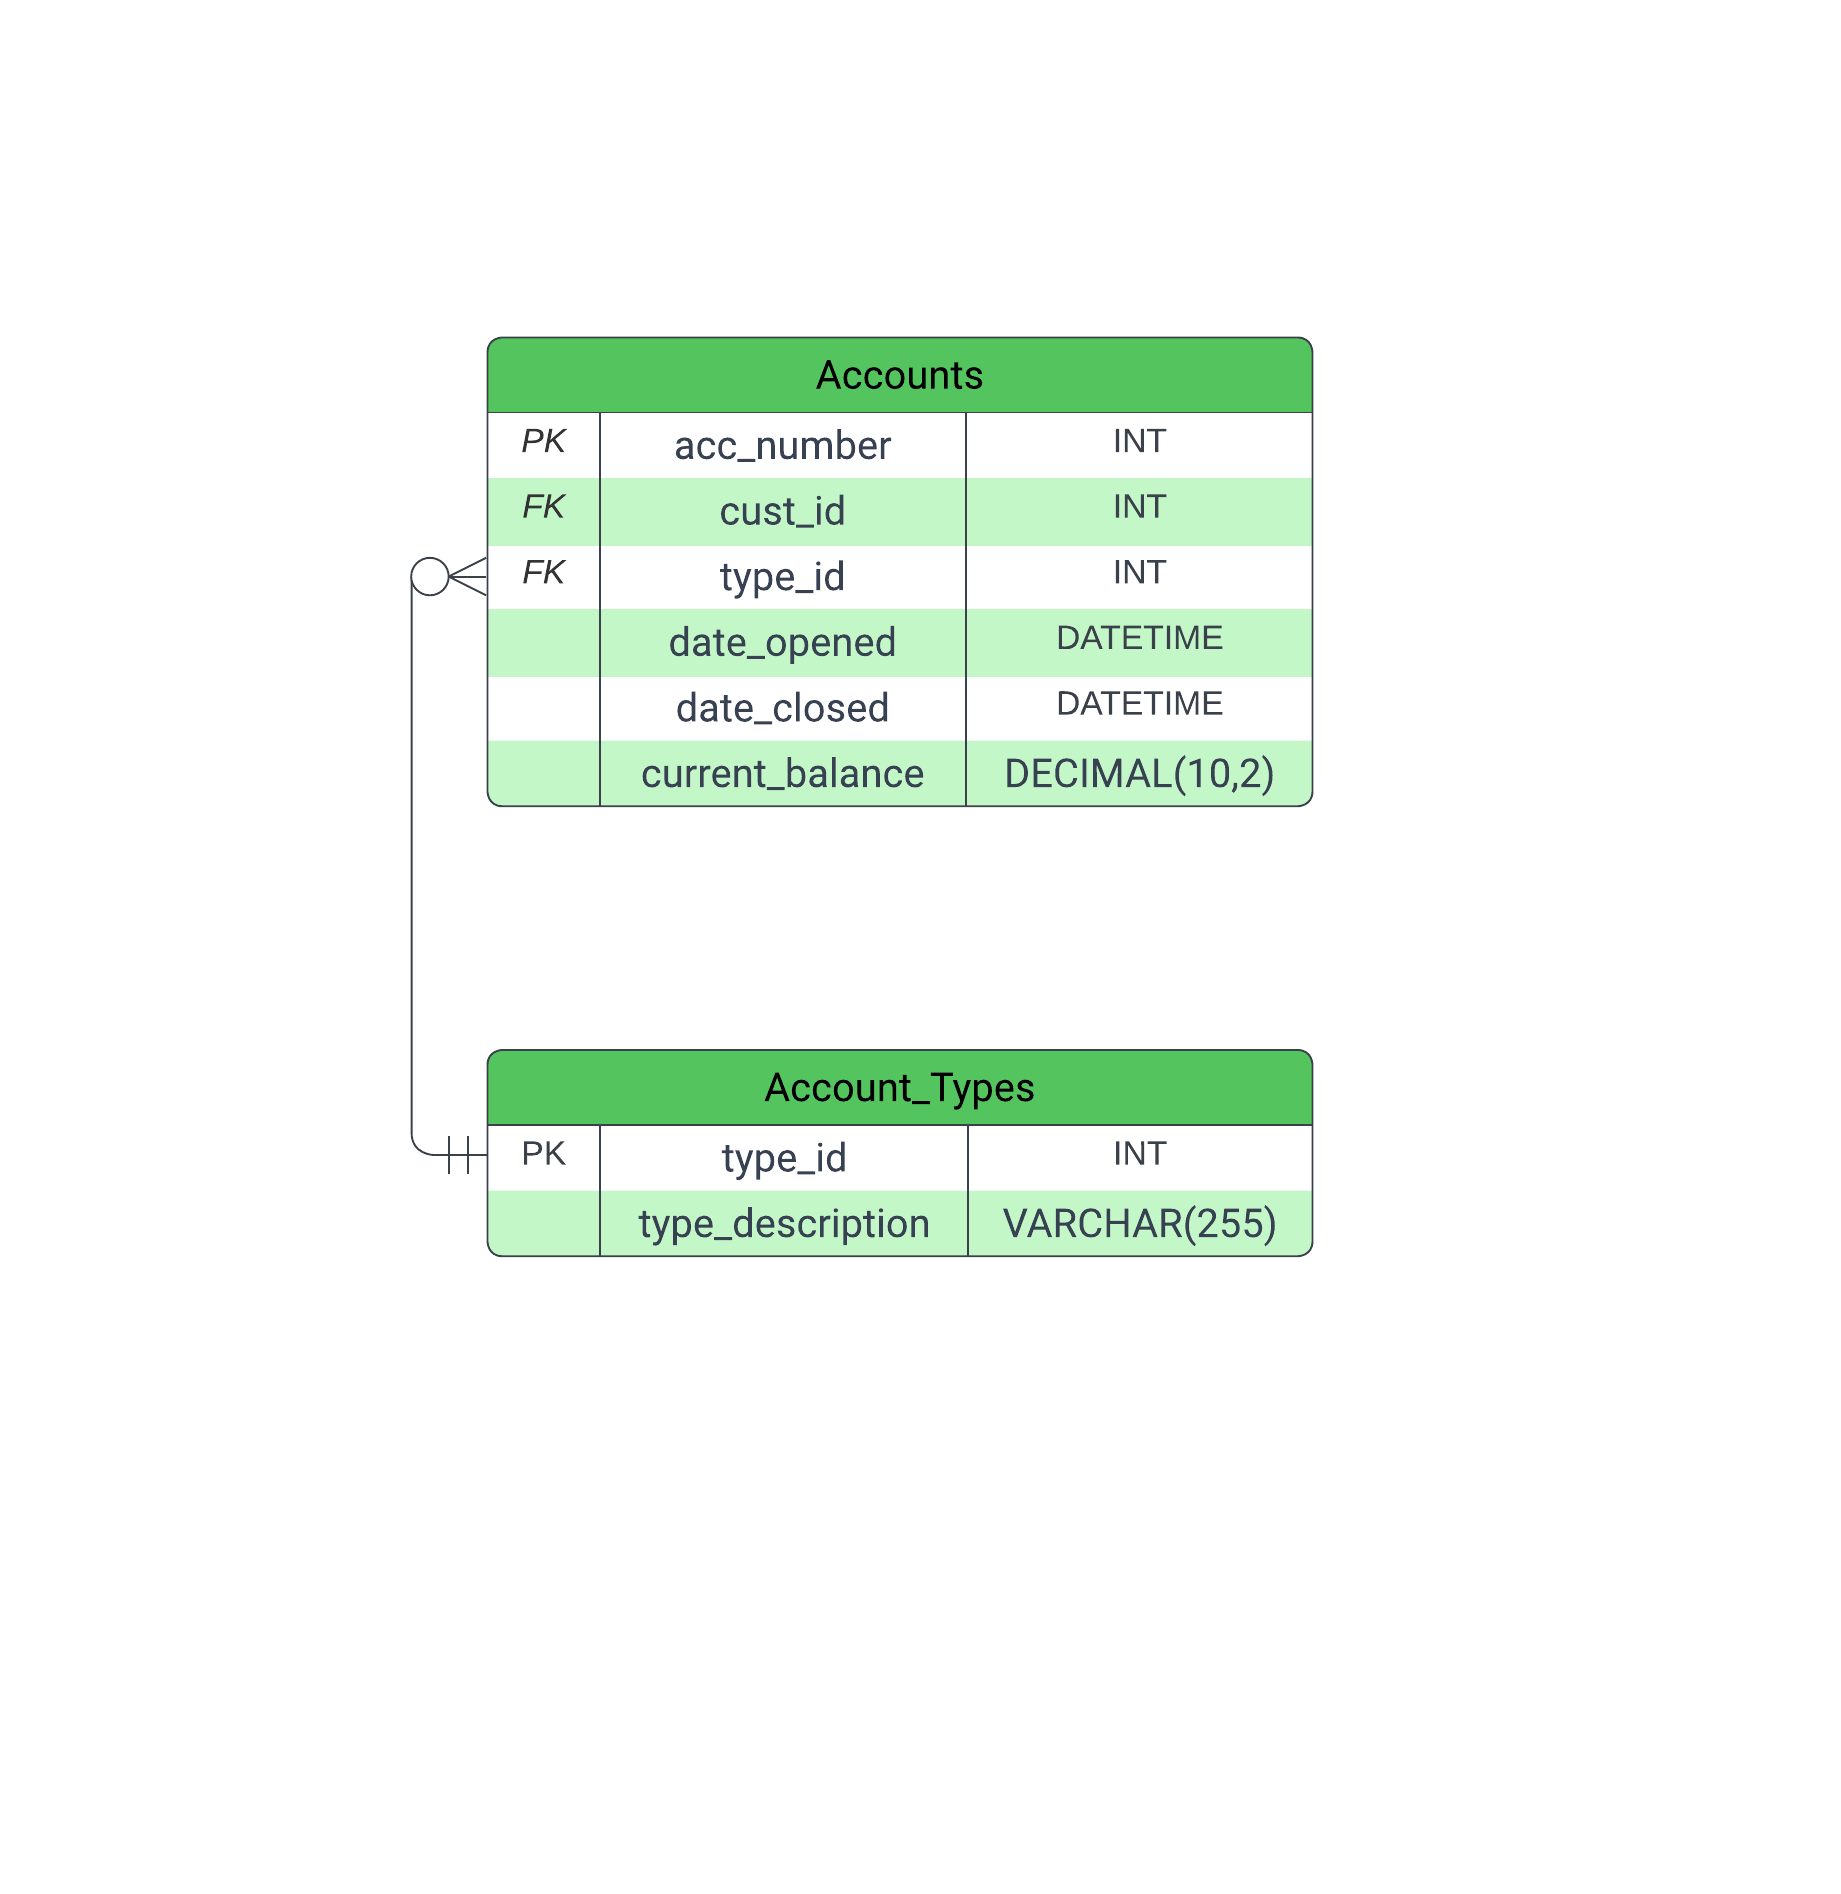 Accounts
PK acc_number INT
FK cust_id INT
FK type_id INT
date_opened DATETIME
date_closed DATETIME
current_balance DECIMAL(10,2)
Account_Types
PK type_id INT
type_description VARCHAR(255)